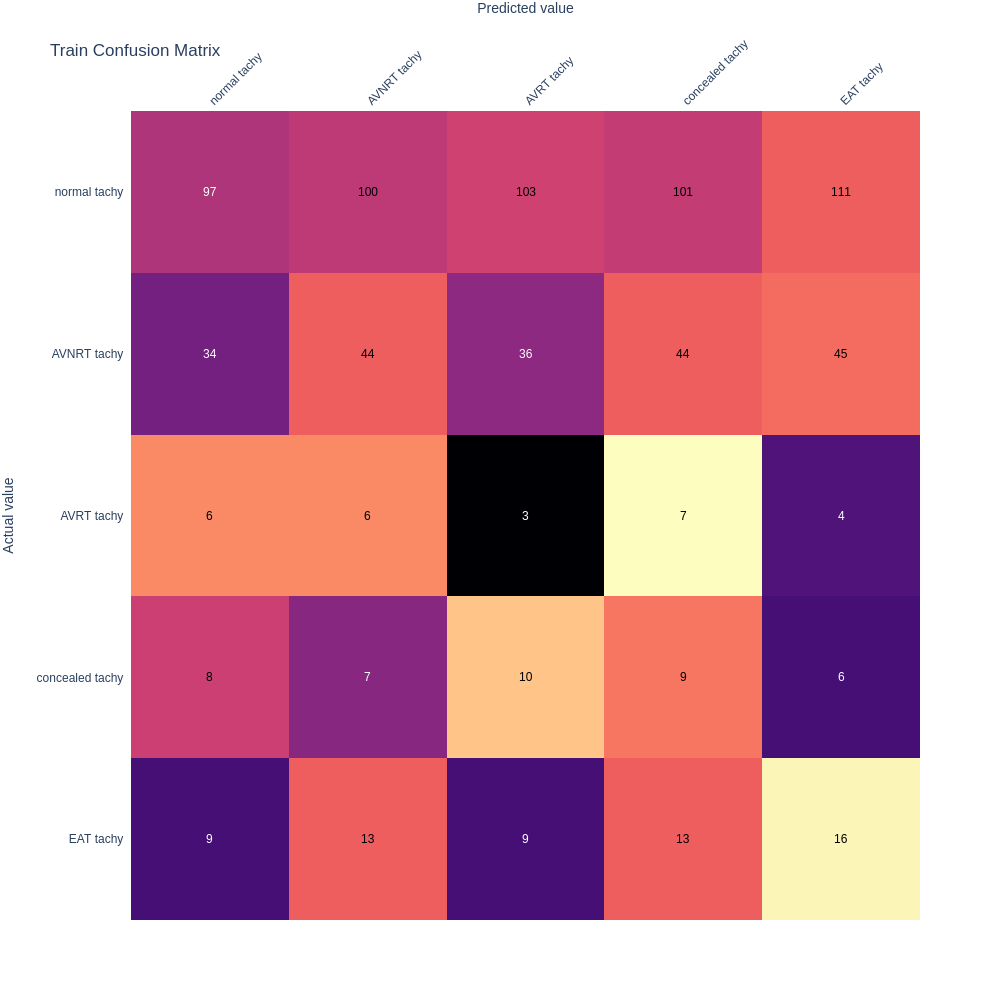 Predicted value
Train Confusion Matrix
normal tachy
AVNRT tachy
AVRT tachy
concealed tachy
EAT tachy
normal tachy
97
100
103
101
111
AVNRT tachy
34
44
36
44
45
Actual value
AVRT tachy
6
6
3
7
4
concealed tachy
8
7
10
9
6
EAT tachy
9
13
9
13
16